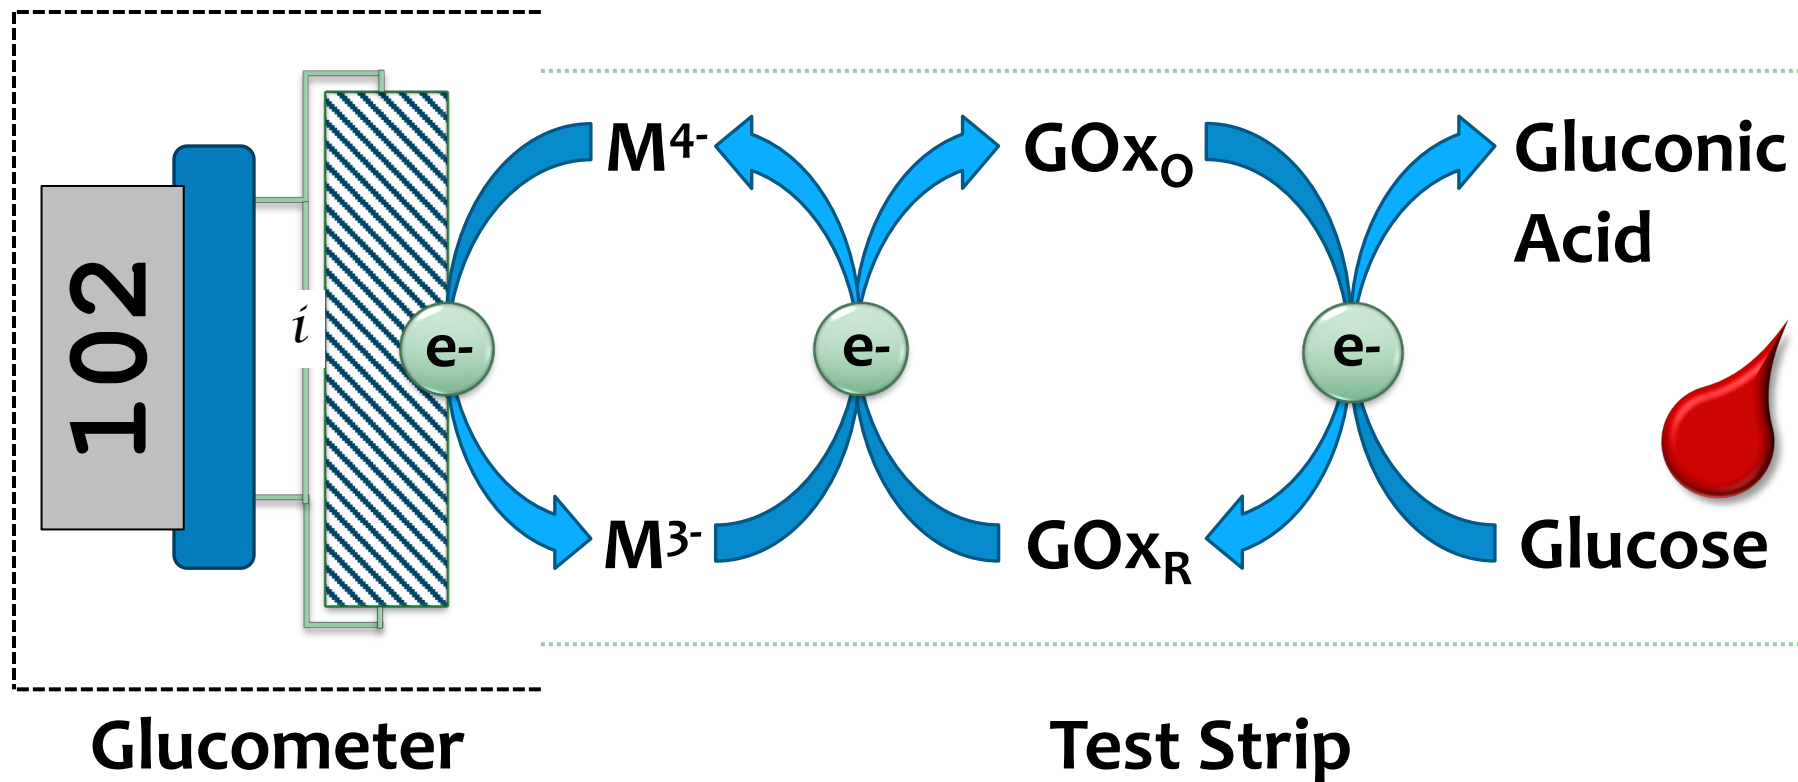 102
i
e-
M⁴⁻
M³⁻
e-
GOxO
GOxR
e-
Gluconic
Acid
Glucose
Glucometer
Test Strip